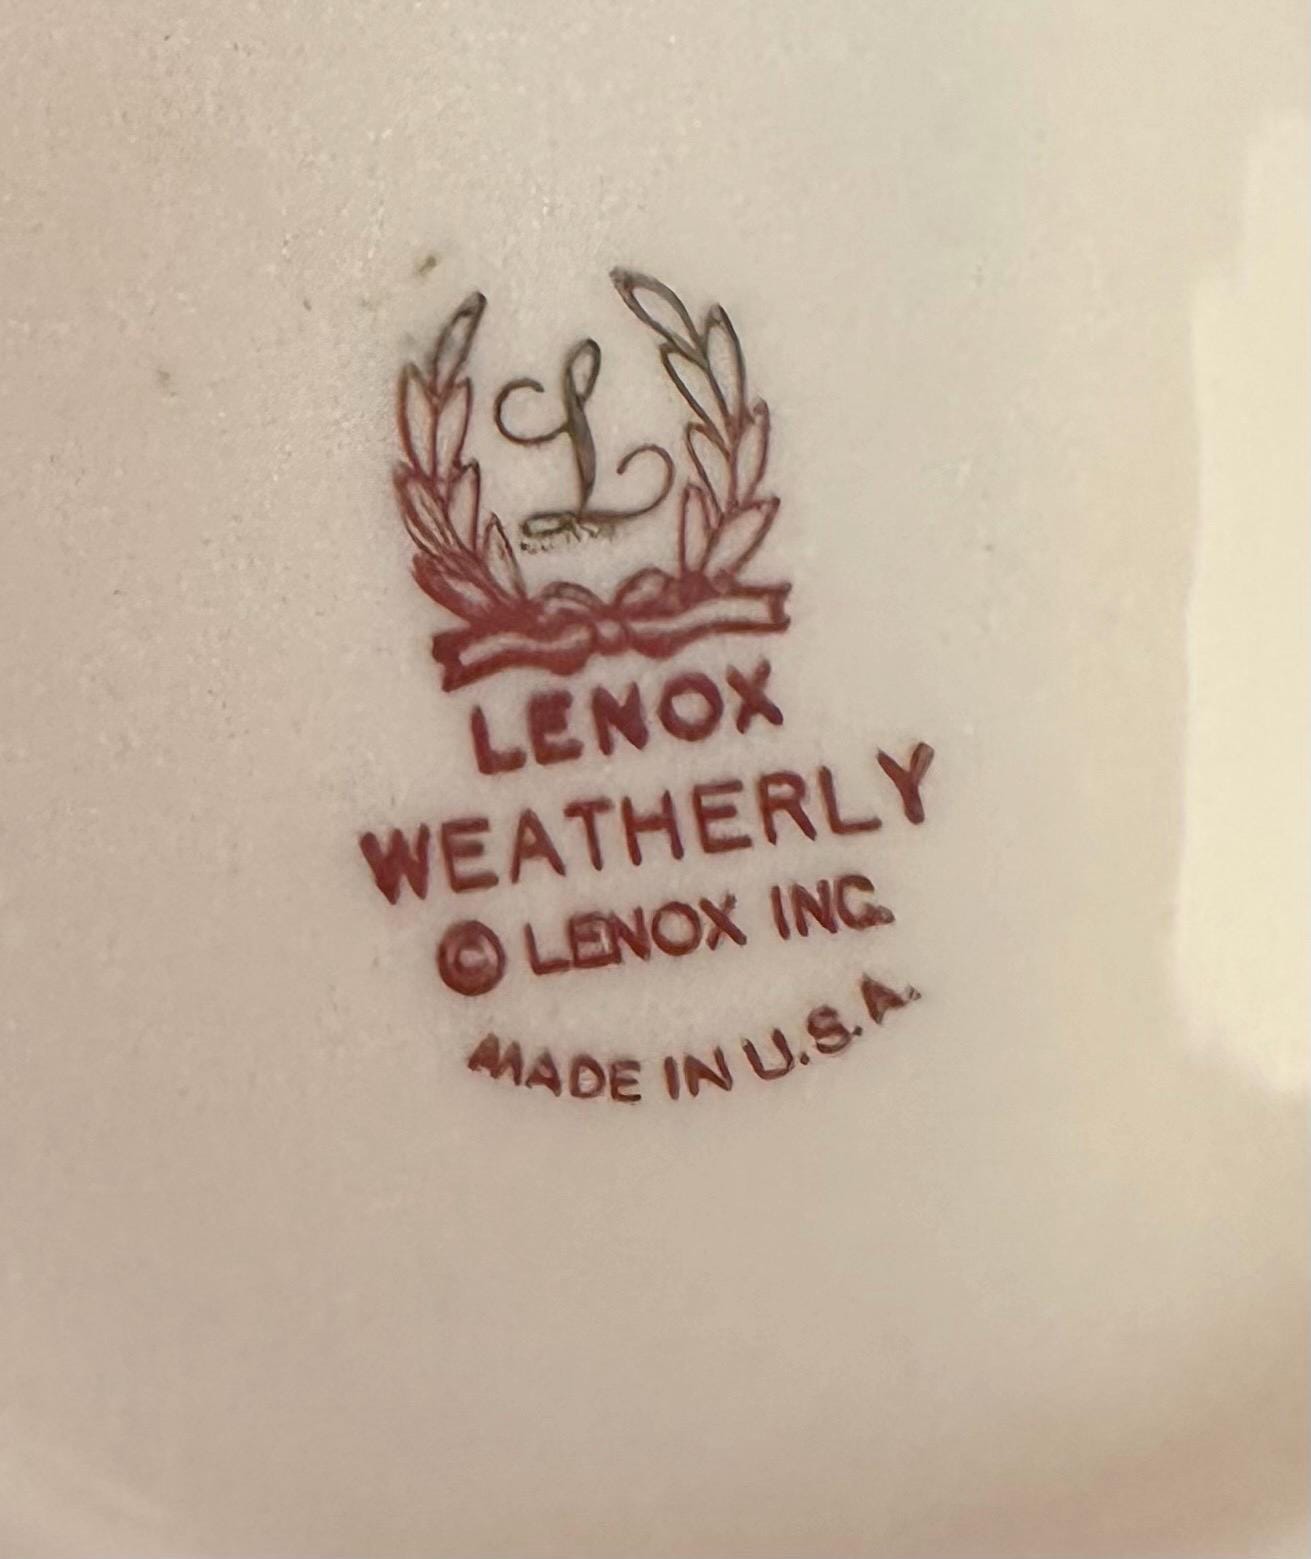 L
LENOX
WEATHERLY
© LENOX INC.
MADE IN U.S.A.